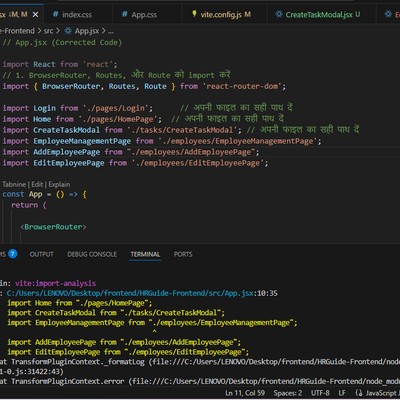 .jsx ...\M, M
index.css
App.css
vite.config.js M
CreateTaskModal.jsx U
-Frontend > src > App.jsx > ...
// App.jsx (Corrected Code)
import React from 'react';
// 1. BrowserRouter, Routes, और Route को import करें
import { BrowserRouter, Routes, Route } from 'react-router-dom';
import Login from './pages/Login'; // अपनी फाइल का सही पाथ दें
import Home from './pages/HomePage'; // अपनी फाइल का सही पाथ दें
import CreateTaskModal from './tasks/CreateTaskModal'; // अपनी फाइल का सही पाथ दें
import EmployeeManagementPage from './employees/EmployeeManagementPage';
import AddEmployeePage from "./employees/AddEmployeePage";
import EditEmployeePage from './employees/EditEmployeePage';
Tabnine | Edit | Explain
const App = () => {
return (
<BrowserRouter>
MS 7 OUTPUT DEBUG CONSOLE TERMINAL PORTS
in: vite:import-analysis
: C:/Users/LENOVO/Desktop/frontend/HRGuide-Frontend/src/App.jsx:10:35
import Home from "./pages/HomePage";
import CreateTaskModal from "./tasks/CreateTaskModal";
import EmployeeManagementPage from "./employees/EmployeeManagementPage";
^
import AddEmployeePage from "./employees/AddEmployeePage";
import EditEmployeePage from "./employees/EditEmployeePage";
at TransformPluginContext._formatLog (file:///C:/Users/LENOVO/Desktop/frontend/HRGuide-Frontend/node
1-0.js:31422:43)
at TransformPluginContext.error (file:///C:/Users/LENOVO/Desktop/frontend/HRGuide-Frontend/node_mod
Ln 11, Col 59 Spaces: 2 UTF-8 LF {} JavaScript J